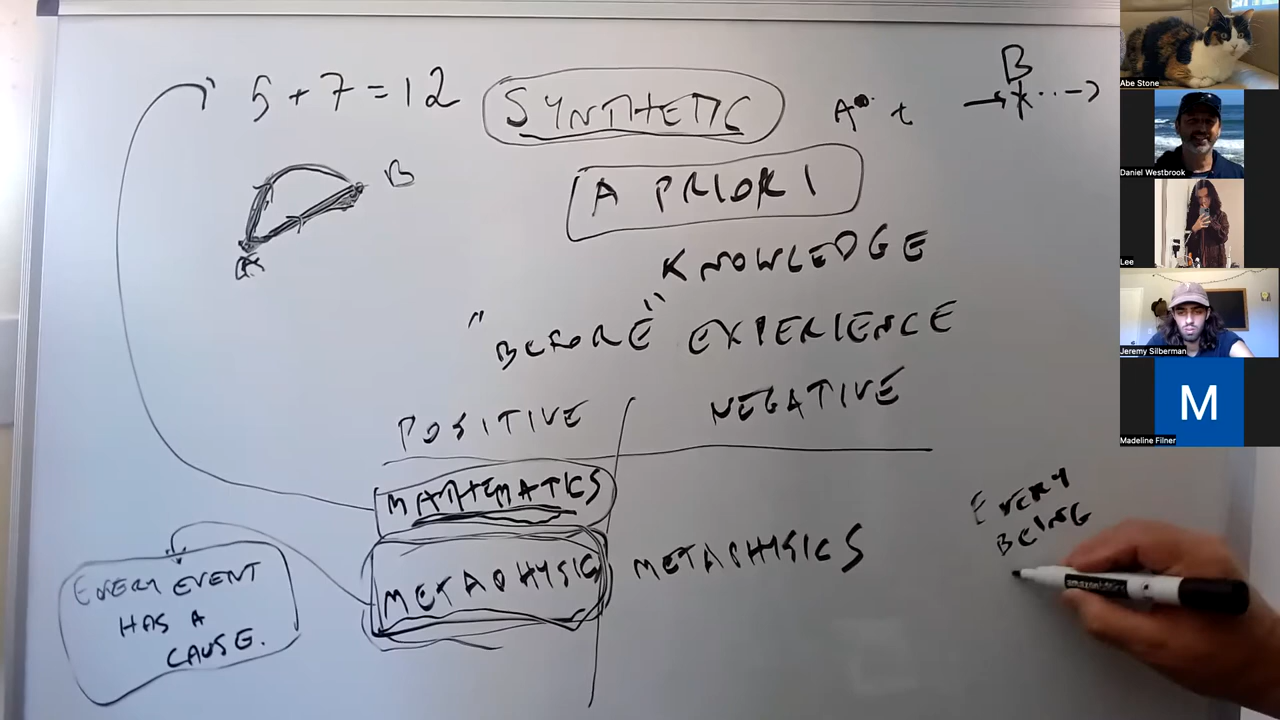 5 + 7 = 12
SYNTHETIC
A t
B
A PRIORI
B
KNOWLEDGE
"BEFORE" EXPERIENCE
POSITIVE NEGATIVE
MATHEMATICS
METAPHYSICS METAPHYSICS
EVERY EVENT
HAS A
CAUSE.
EVERY
BEING
Abe Stone
Daniel Westbrook
Lee
Jeremy Silberman
M
Madeline Filner